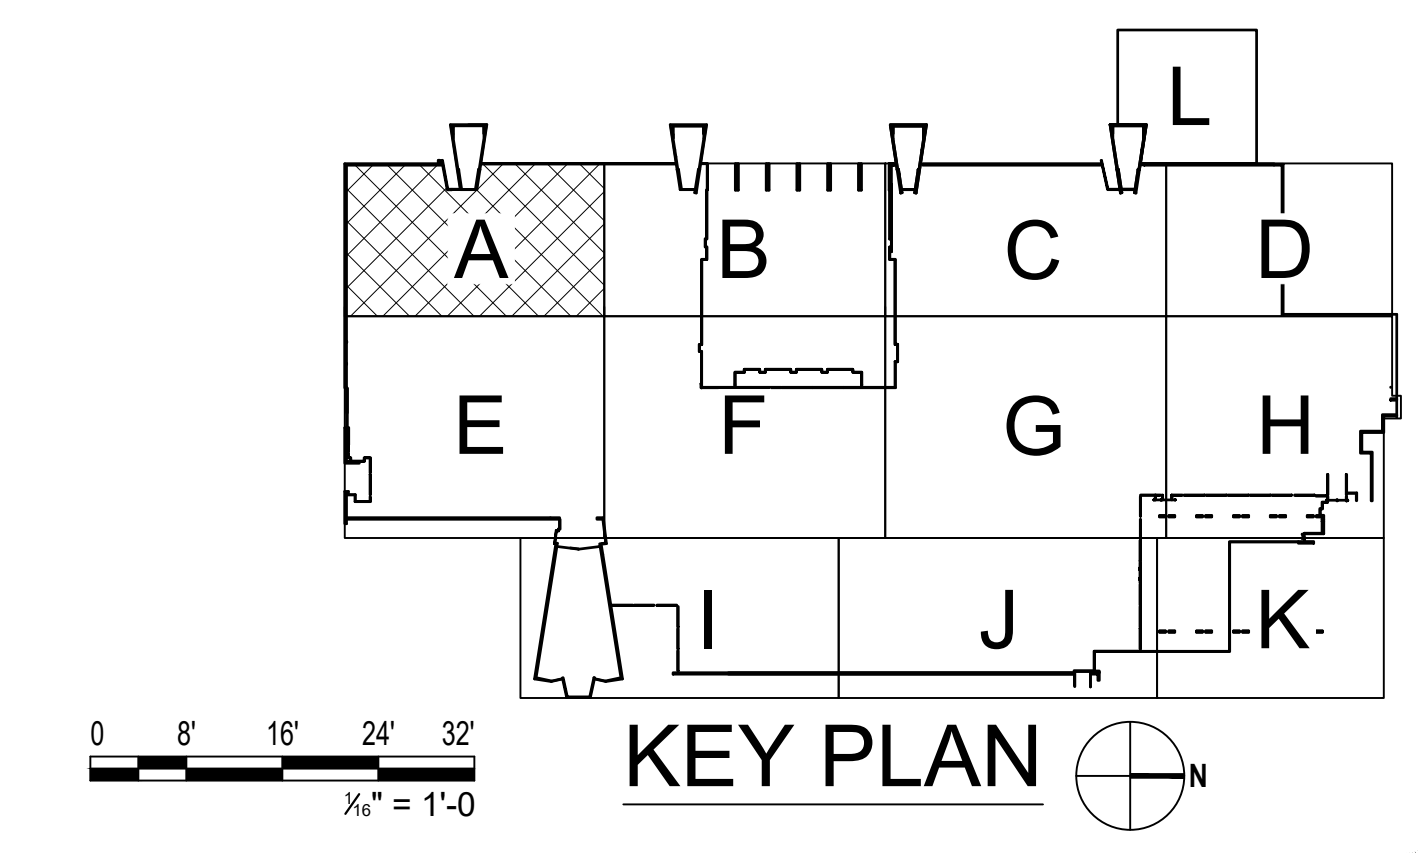 L
A B C D
E F G H
I J K
0 8' 16' 24' 32'
1/16" = 1'-0
KEY PLAN
N